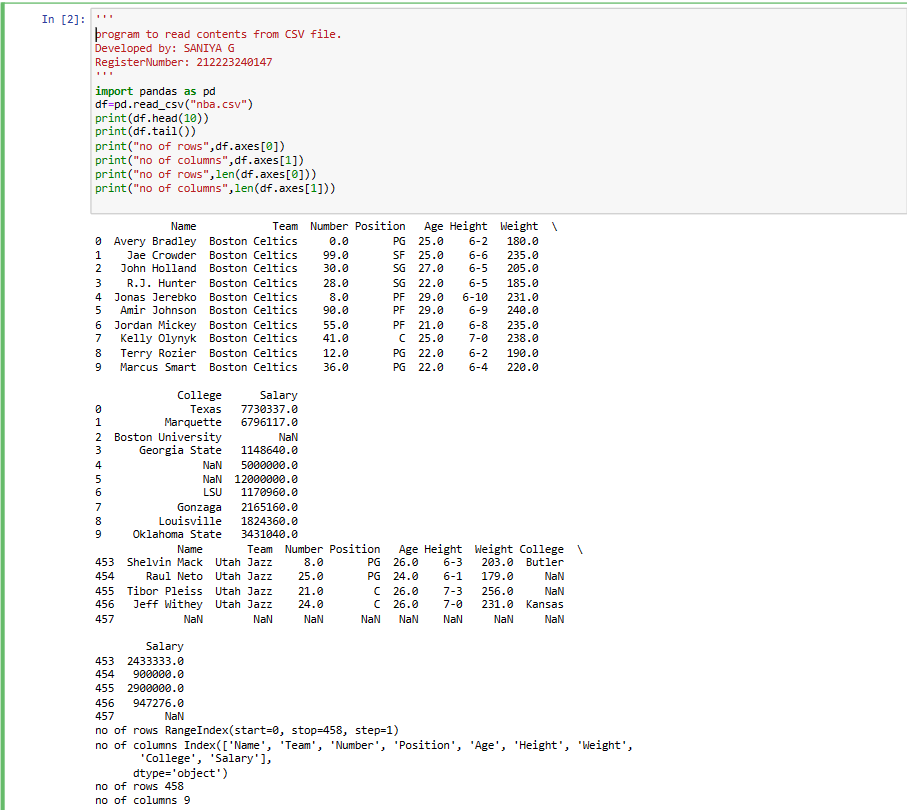 In [2]:
'''
program to read contents from CSV file.
Developed by: SANIYA G
RegisterNumber: 212223240147
'''
import pandas as pd
df=pd.read_csv("nba.csv")
print(df.head(10))
print(df.tail())
print("no of rows",df.axes[0])
print("no of columns",df.axes[1])
print("no of rows",len(df.axes[0]))
print("no of columns",len(df.axes[1]))
            Name            Team  Number Position   Age Height  Weight  \
0  Avery Bradley  Boston Celtics     0.0       PG  25.0    6-2   180.0
1    Jae Crowder  Boston Celtics    99.0       SF  25.0    6-6   235.0
2   John Holland  Boston Celtics    30.0       SG  27.0    6-5   205.0
3    R.J. Hunter  Boston Celtics    28.0       SG  22.0    6-5   185.0
4  Jonas Jerebko  Boston Celtics     8.0       PF  29.0   6-10   231.0
5   Amir Johnson  Boston Celtics    90.0       PF  29.0    6-9   240.0
6  Jordan Mickey  Boston Celtics    55.0       PF  21.0    6-8   235.0
7   Kelly Olynyk  Boston Celtics    41.0        C  25.0    7-0   238.0
8   Terry Rozier  Boston Celtics    12.0       PG  22.0    6-2   190.0
9   Marcus Smart  Boston Celtics    36.0       PG  22.0    6-4   220.0
             College      Salary
0              Texas   7730337.0
1          Marquette   6796117.0
2  Boston University         NaN
3      Georgia State   1148640.0
4                NaN   5000000.0
5                NaN  12000000.0
6                LSU   1170960.0
7            Gonzaga   2165160.0
8         Louisville   1824360.0
9     Oklahoma State   3431040.0
             Name       Team  Number Position   Age Height  Weight College  \
453  Shelvin Mack  Utah Jazz     8.0       PG  26.0    6-3   203.0  Butler
454     Raul Neto  Utah Jazz    25.0       PG  24.0    6-1   179.0     NaN
455  Tibor Pleiss  Utah Jazz    21.0        C  26.0    7-3   256.0     NaN
456   Jeff Withey  Utah Jazz    24.0        C  26.0    7-0   231.0  Kansas
457           NaN        NaN     NaN      NaN   NaN    NaN     NaN     NaN
        Salary
453  2433333.0
454   900000.0
455  2900000.0
456   947276.0
457        NaN
no of rows RangeIndex(start=0, stop=458, step=1)
no of columns Index(['Name', 'Team', 'Number', 'Position', 'Age', 'Height', 'Weight',
       'College', 'Salary'],
      dtype='object')
no of rows 458
no of columns 9